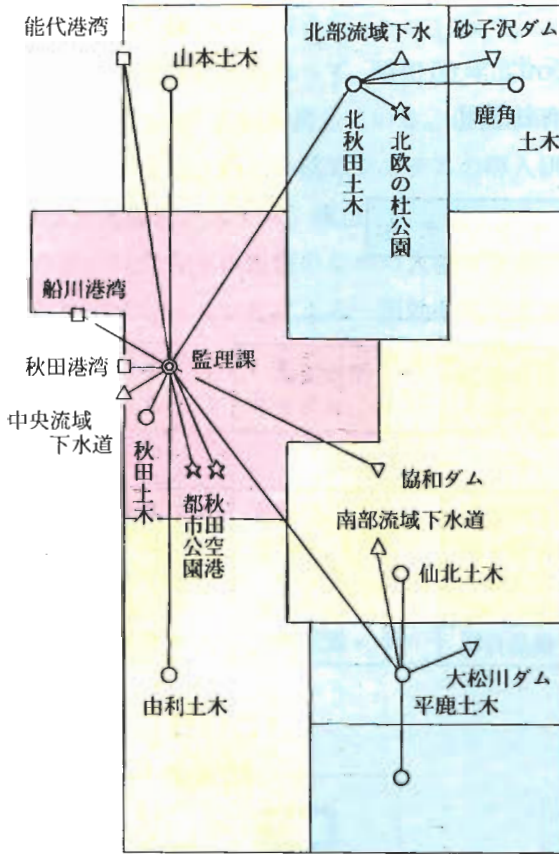 能代港湾
山本土木
北部流域下水
砂子沢ダム
北秋田土木
北欧の杜公園
鹿角
土木
船川港湾
秋田港湾
監理課
中央流域
下水道
秋田土木
都市公園
秋田空港
協和ダム
南部流域下水道
仙北土木
大松川ダム
由利土木
平鹿土木